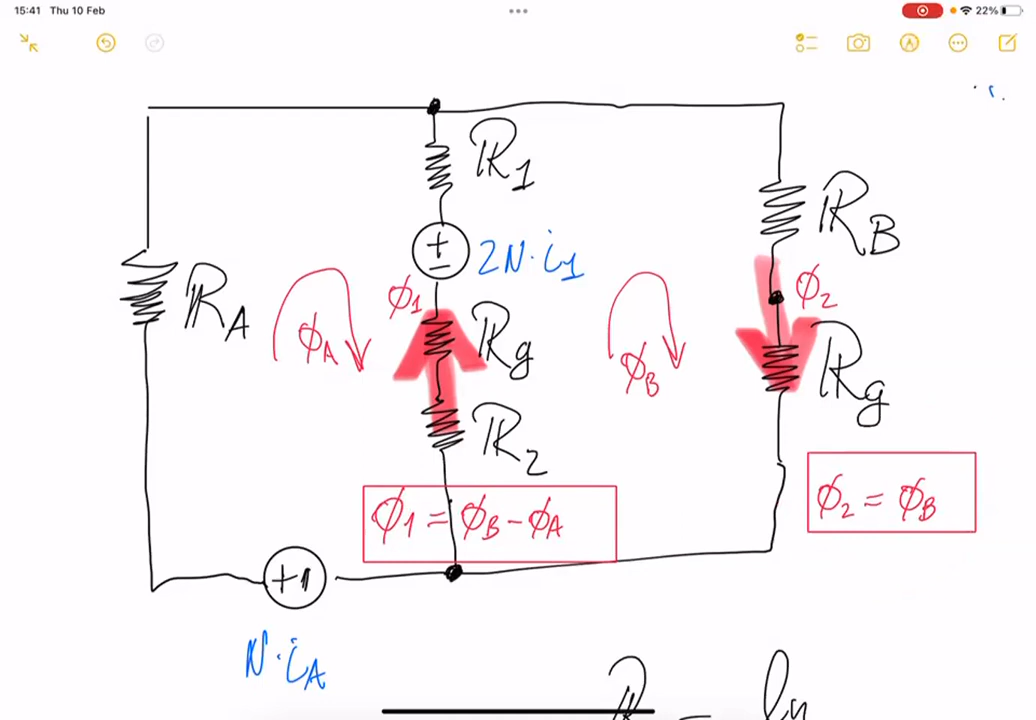 15:41 Thu 10 Feb
22%
R1
+
−
2N·i1
RA
ϕA
ϕ1
Rg
R2
ϕB
RB
ϕ2
Rg
ϕ1 = ϕB - ϕA
ϕ2 = ϕB
N·iA